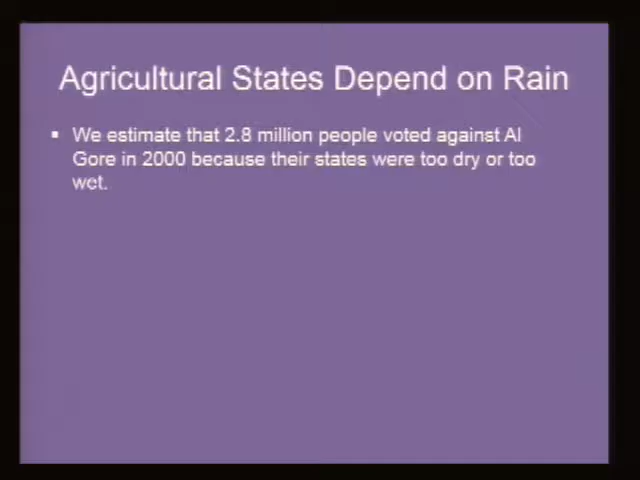 Agricultural States Depend on Rain
▪ We estimate that 2.8 million people voted against Al
Gore in 2000 because their states were too dry or too
wet.